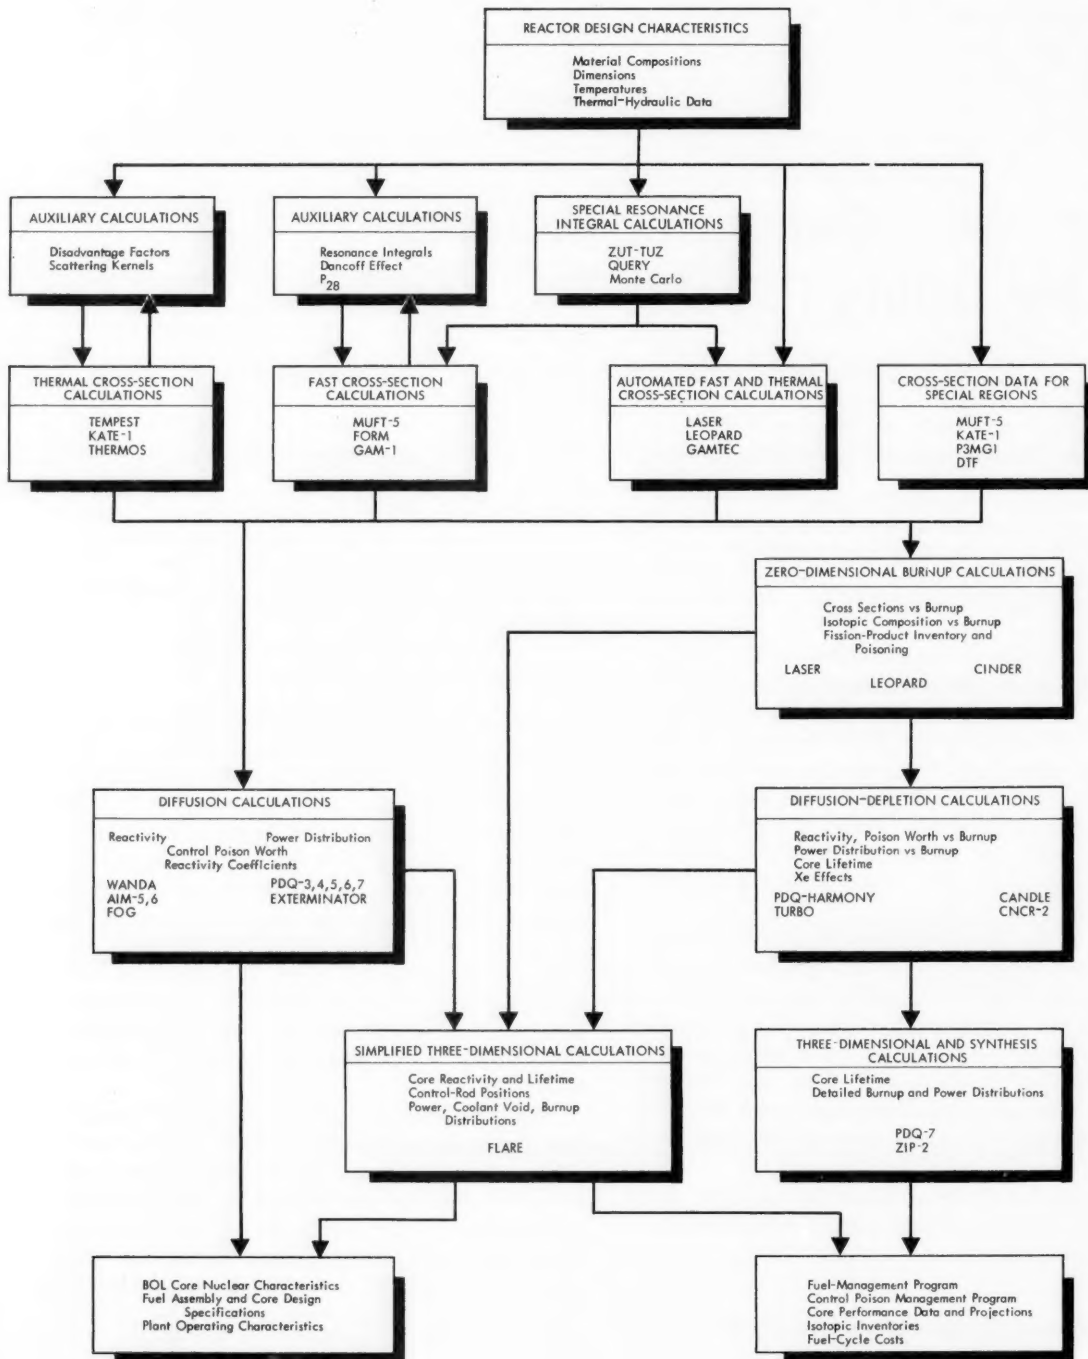 REACTOR DESIGN CHARACTERISTICS
Material Compositions
Dimensions
Temperatures
Thermal-Hydraulic Data
AUXILIARY CALCULATIONS
Disadvantage Factors
Scattering Kernels
AUXILIARY CALCULATIONS
Resonance Integrals
Dancoff Effect
P28
SPECIAL RESONANCE
INTEGRAL CALCULATIONS
ZUT-TUZ
QUERY
Monte Carlo
THERMAL CROSS-SECTION
CALCULATIONS
TEMPEST
KATE-1
THERMOS
FAST CROSS-SECTION
CALCULATIONS
MUFT-5
FORM
GAM-1
AUTOMATED FAST AND THERMAL
CROSS-SECTION CALCULATIONS
LASER
LEOPARD
GAMTEC
CROSS-SECTION DATA FOR
SPECIAL REGIONS
MUFT-5
KATE-1
P3MG1
DTF
ZERO-DIMENSIONAL BURNUP CALCULATIONS
Cross Sections vs Burnup
Isotopic Composition vs Burnup
Fission-Product Inventory and
Poisoning
LASER CINDER
LEOPARD
DIFFUSION CALCULATIONS
Reactivity Power Distribution
Control Poison Worth
Reactivity Coefficients
WANDA PDQ-3,4,5,6,7
AIM-5,6 EXTERMINATOR
FOG
DIFFUSION-DEPLETION CALCULATIONS
Reactivity, Poison Worth vs Burnup
Power Distribution vs Burnup
Core Lifetime
Xe Effects
PDQ-HARMONY CANDLE
TURBO CNCR-2
SIMPLIFIED THREE-DIMENSIONAL CALCULATIONS
Core Reactivity and Lifetime
Control-Rod Positions
Power, Coolant Void, Burnup
Distributions
FLARE
THREE-DIMENSIONAL AND SYNTHESIS
CALCULATIONS
Core Lifetime
Detailed Burnup and Power Distributions
PDQ-7
ZIP-2
BOL Core Nuclear Characteristics
Fuel Assembly and Core Design
Specifications
Plant Operating Characteristics
Fuel-Management Program
Control Poison Management Program
Core Performance Data and Projections
Isotopic Inventories
Fuel-Cycle Costs